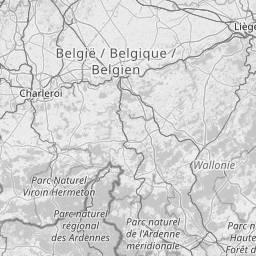 Liège
België / Belgique /
Belgien
Charleroi
Wallonie
Parc Naturel
Viroin Hermeton
Parc naturel
régional
des Ardennes
Parc naturel
de l'Ardenne
méridionale
Parc n
Haute
Forêt d